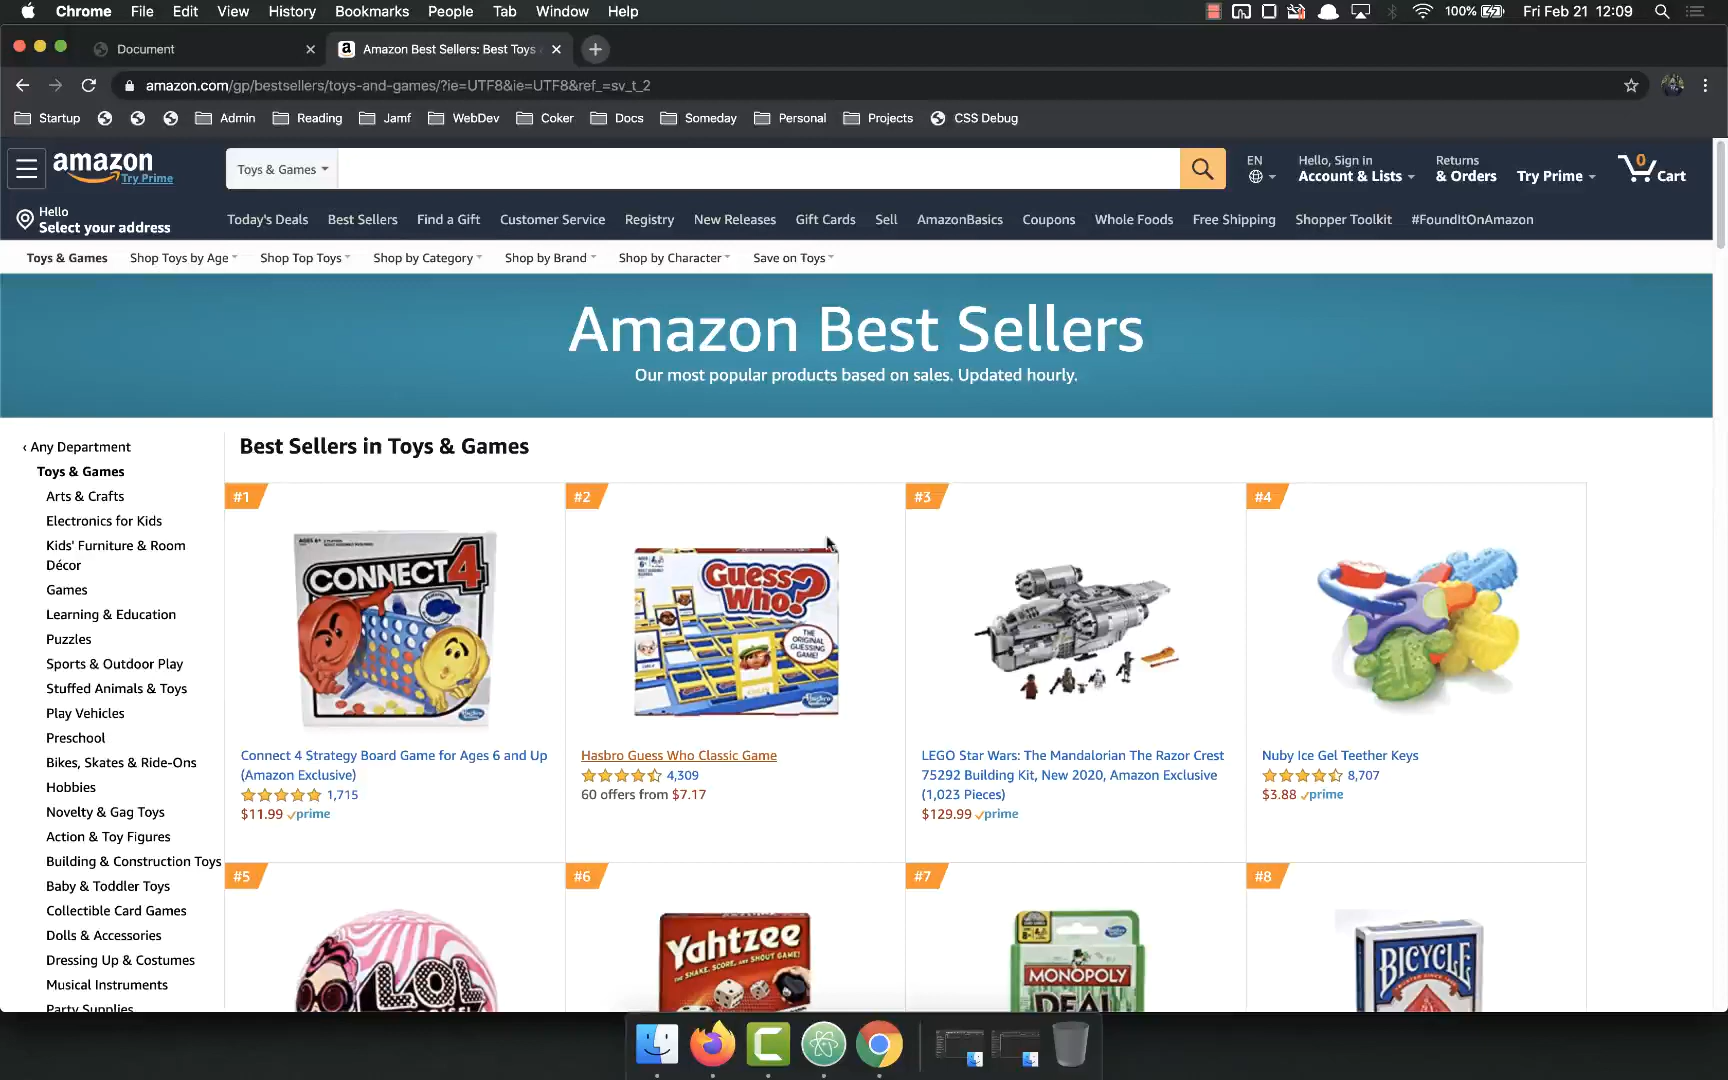 Chrome File Edit View History Bookmarks People Tab Window Help
100% Fri Feb 21 12:09
Document
Amazon Best Sellers: Best Toys
amazon.com/gp/bestsellers/toys-and-games/?ie=UTF8&ie=UTF8&ref_=sv_t_2
Startup Admin Reading Jamf WebDev Coker Docs Someday Personal Projects CSS Debug
amazon
Try Prime
Toys & Games
EN
Hello, Sign in
Account & Lists
Returns
& Orders
Try Prime
0
Cart
Hello
Select your address
Today's Deals Best Sellers Find a Gift Customer Service Registry New Releases Gift Cards Sell AmazonBasics Coupons Whole Foods Free Shipping Shopper Toolkit #FoundItOnAmazon
Toys & Games Shop Toys by Age Shop Top Toys Shop by Category Shop by Brand Shop by Character Save on Toys
Amazon Best Sellers
Our most popular products based on sales. Updated hourly.
‹ Any Department
Toys & Games
Arts & Crafts
Electronics for Kids
Kids' Furniture & Room
Décor
Games
Learning & Education
Puzzles
Sports & Outdoor Play
Stuffed Animals & Toys
Play Vehicles
Preschool
Bikes, Skates & Ride-Ons
Hobbies
Novelty & Gag Toys
Action & Toy Figures
Building & Construction Toys
Baby & Toddler Toys
Collectible Card Games
Dolls & Accessories
Dressing Up & Costumes
Musical Instruments
Party Supplies
Best Sellers in Toys & Games
#1
CONNECT 4
Connect 4 Strategy Board Game for Ages 6 and Up
(Amazon Exclusive)
1,715
$11.99 prime
#2
Guess
Who?
THE
ORIGINAL
GUESSING
GAME!
Hasbro Guess Who Classic Game
4,309
60 offers from $7.17
#3
LEGO Star Wars: The Mandalorian The Razor Crest
75292 Building Kit, New 2020, Amazon Exclusive
(1,023 Pieces)
$129.99 prime
#4
Nuby Ice Gel Teether Keys
8,707
$3.88 prime
#5
LOL
#6
Yahtzee
THE SHAKE, SCORE, AND SHOUT GAME!
#7
MONOPOLY
DEAL
#8
BICYCLE